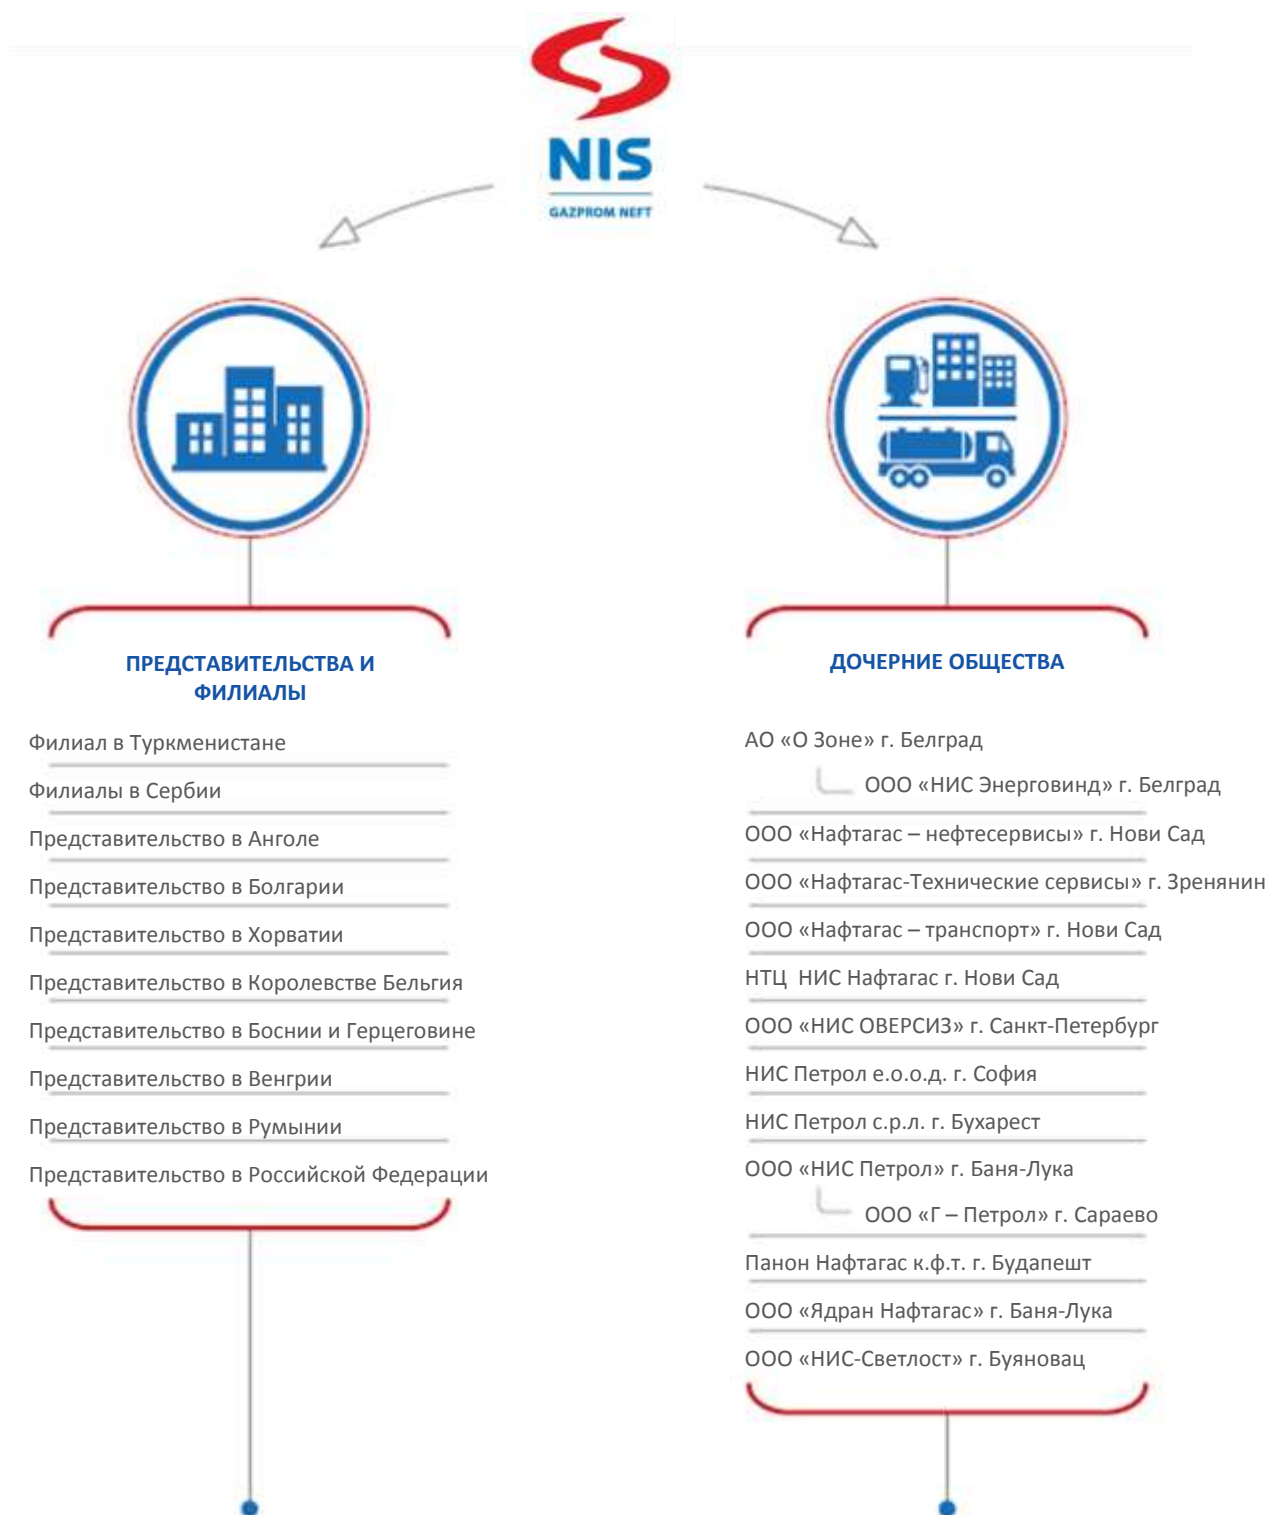 NIS
GAZPROM NEFT
ПРЕДСТАВИТЕЛЬСТВА И
ФИЛИАЛЫ
Филиал в Туркменистане
Филиалы в Сербии
Представительство в Анголе
Представительство в Болгарии
Представительство в Хорватии
Представительство в Королевстве Бельгия
Представительство в Боснии и Герцеговине
Представительство в Венгрии
Представительство в Румынии
Представительство в Российской Федерации
ДОЧЕРНИЕ ОБЩЕСТВА
АО «О Зоне» г. Белград
ООО «НИС Энерговинд» г. Белград
ООО «Нафтагас – нефтесервисы» г. Нови Сад
ООО «Нафтагас-Технические сервисы» г. Зренянин
ООО «Нафтагас – транспорт» г. Нови Сад
НТЦ  НИС Нафтагас г. Нови Сад
ООО «НИС ОВЕРСИЗ» г. Санкт-Петербург
НИС Петрол е.о.о.д. г. София
НИС Петрол с.р.л. г. Бухарест
ООО «НИС Петрол» г. Баня-Лука
ООО «Г – Петрол» г. Сараево
Панон Нафтагас к.ф.т. г. Будапешт
ООО «Ядран Нафтагас» г. Баня-Лука
ООО «НИС-Светлост» г. Буяновац